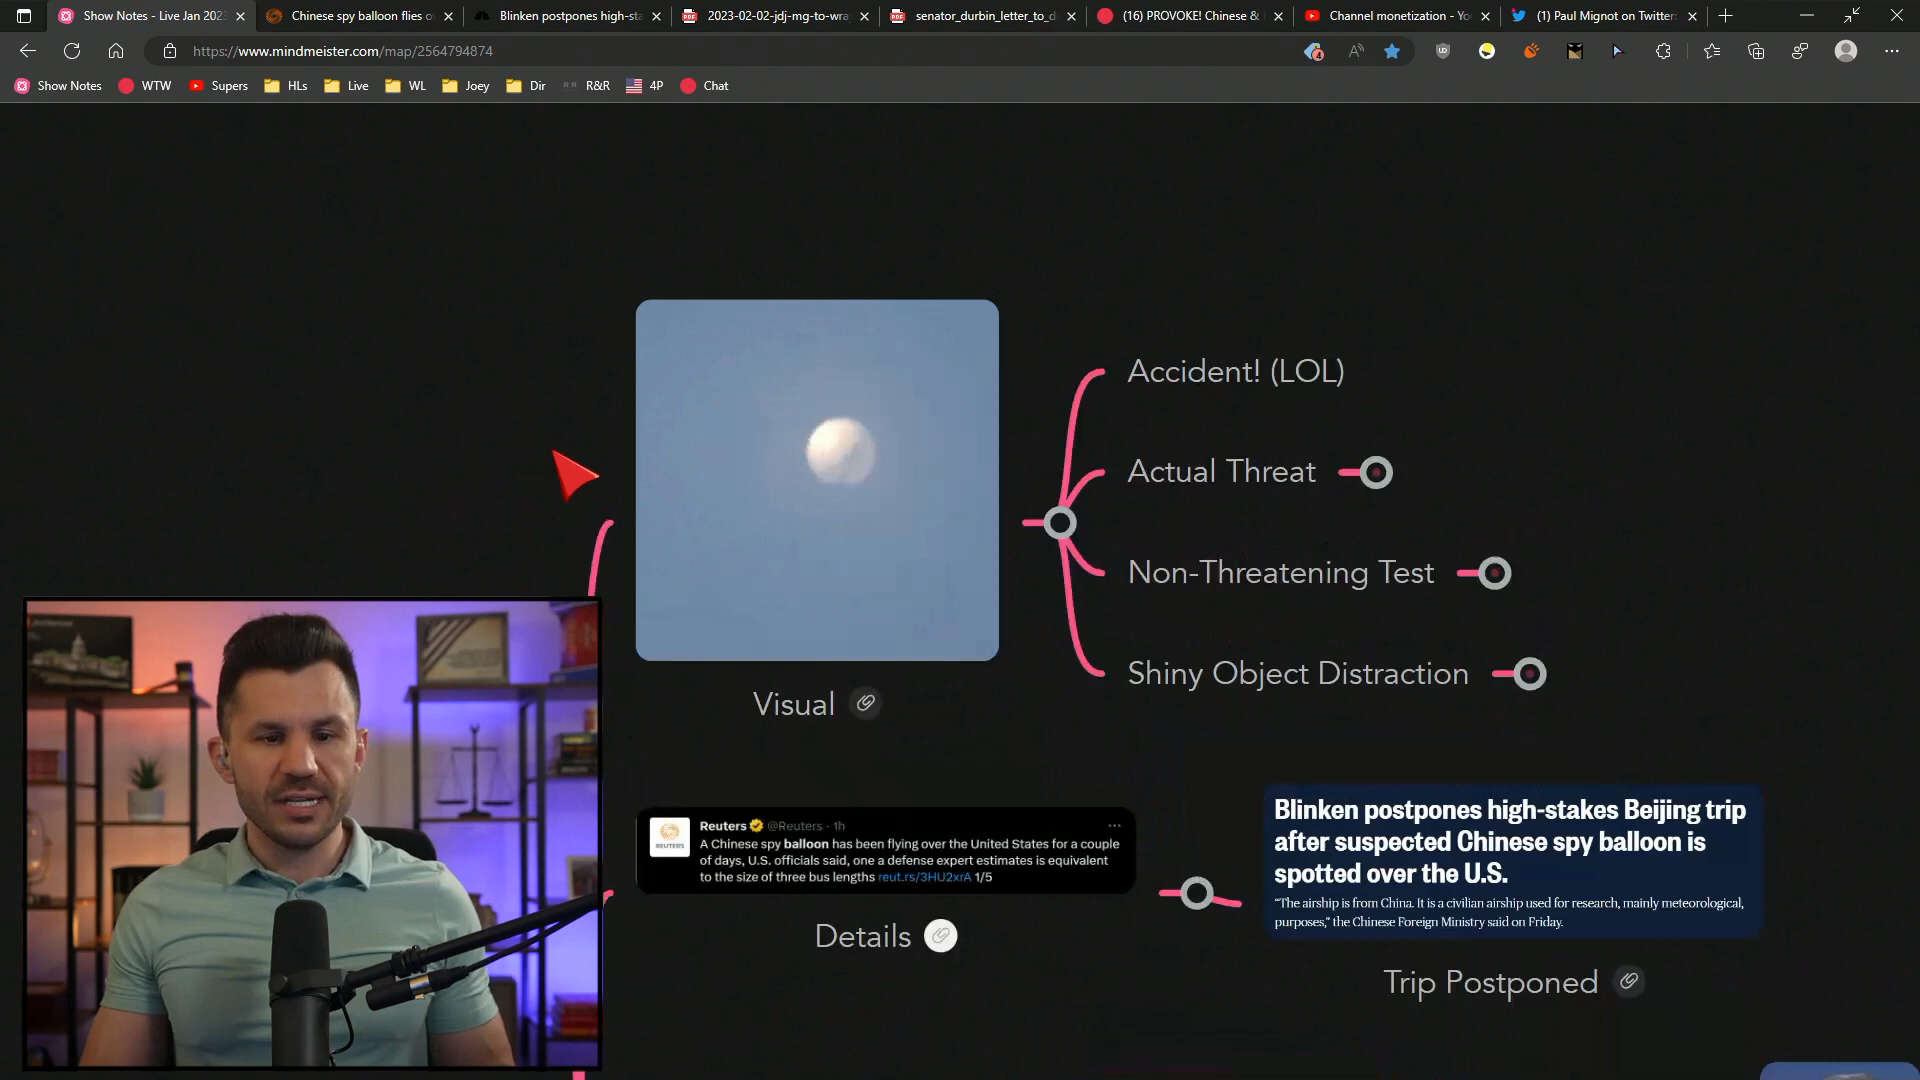 Show Notes - Live Jan 2023
Chinese spy balloon flies o
Blinken postpones high-sta
2023-02-02-jdj-mg-to-wra
senator_durbin_letter_to_d
(16) PROVOKE! Chinese &
Channel monetization - Yo
(1) Paul Mignot on Twitter:
https://www.mindmeister.com/map/2564794874
4
Show Notes
WTW
Supers
HLs
Live
WL
Joey
Dir
R&R
4P
Chat
Accident! (LOL)
Actual Threat
Non-Threatening Test
Shiny Object Distraction
Visual
Reuters @Reuters · 1h
A Chinese spy balloon has been flying over the United States for a couple
of days, U.S. officials said, one a defense expert estimates is equivalent
to the size of three bus lengths reut.rs/3HU2xrA 1/5
REUTERS
Details
Blinken postpones high-stakes Beijing trip
after suspected Chinese spy balloon is
spotted over the U.S.
“The airship is from China. It is a civilian airship used for research, mainly meteorological,
purposes,” the Chinese Foreign Ministry said on Friday.
Trip Postponed